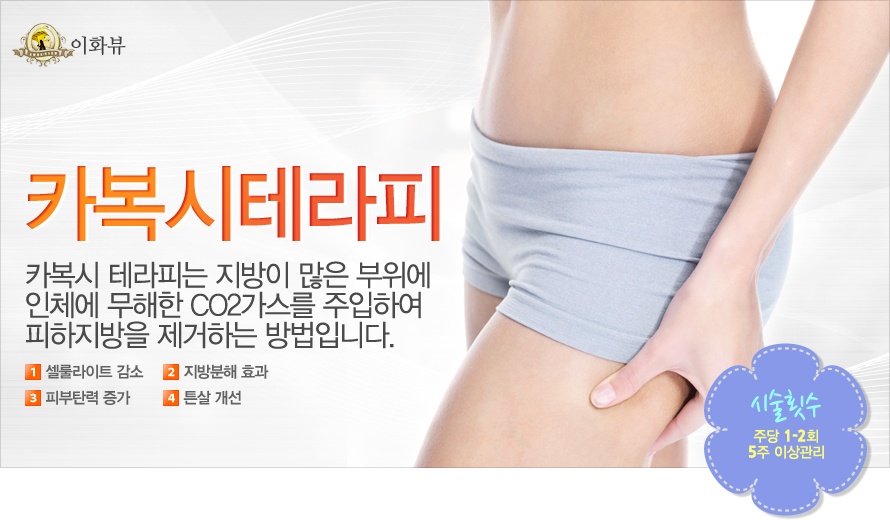 이화뷰
카복시테라피
카복시 테라피는 지방이 많은 부위에
인체에 무해한 CO2가스를 주입하여
피하지방을 제거하는 방법입니다.
1 셀룰라이트 감소 2 지방분해 효과
3 피부탄력 증가 4 튼살 개선
시술횟수
주당 1-2회
5주 이상관리